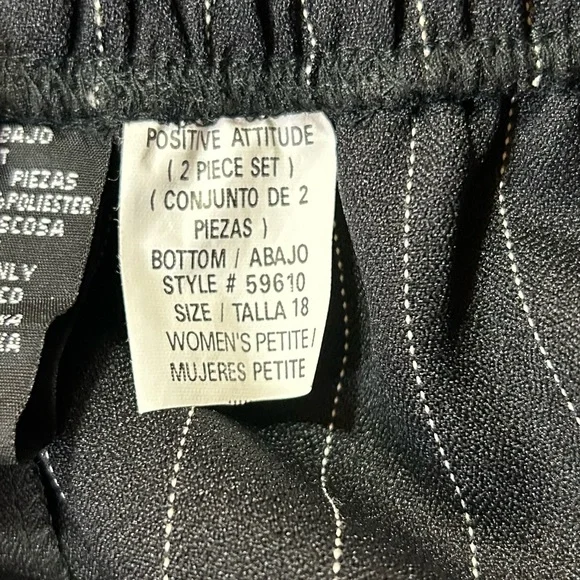 POSITIVE ATTITUDE
( 2 PIECE SET )
( CONJUNTO DE 2
PIEZAS )
BOTTOM / ABAJO
STYLE # 59610
SIZE / TALLA 18
WOMEN'S PETITE/
MUJERES PETITE
PIEZAS
POLIESTER